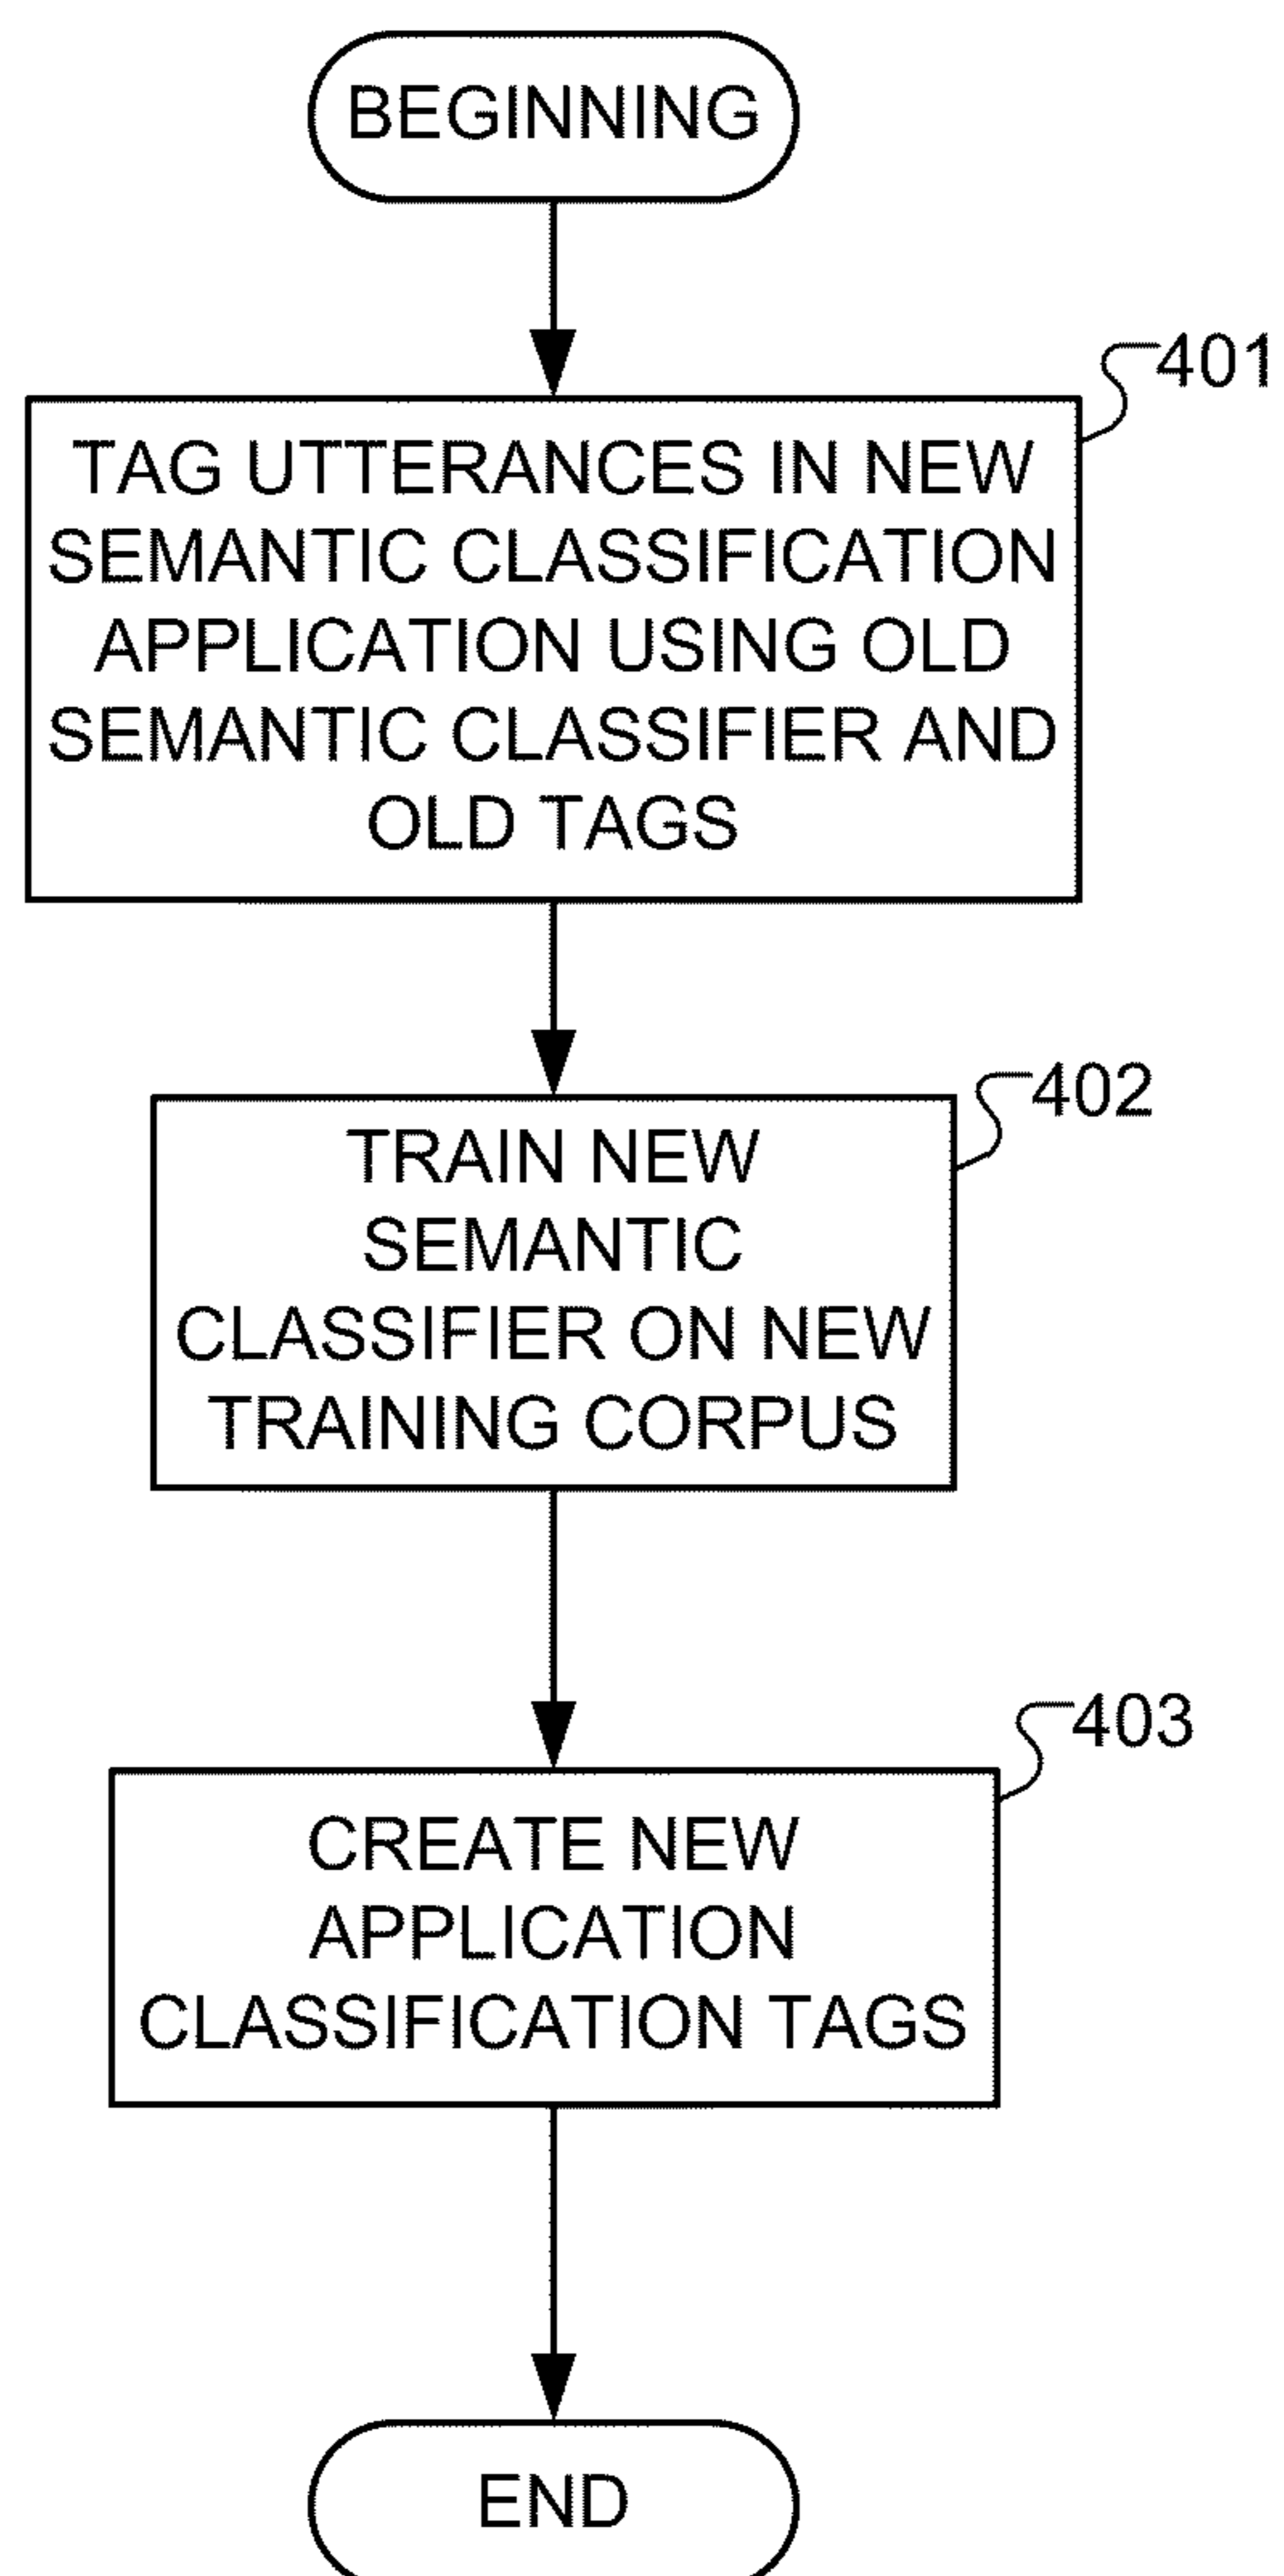 BEGINNING
401
TAG UTTERANCES IN NEW
SEMANTIC CLASSIFICATION
APPLICATION USING OLD
SEMANTIC CLASSIFIER AND
OLD TAGS
402
TRAIN NEW
SEMANTIC
CLASSIFIER ON NEW
TRAINING CORPUS
403
CREATE NEW
APPLICATION
CLASSIFICATION TAGS
END